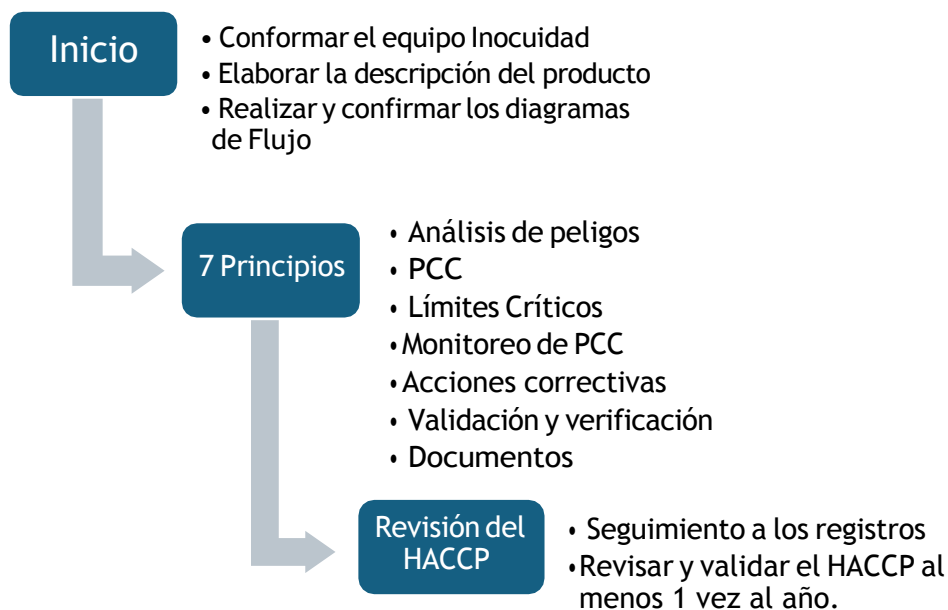 Inicio
• Conformar el equipo Inocuidad
• Elaborar la descripción del producto
• Realizar y confirmar los diagramas
de Flujo
7 Principios
• Análisis de peligos
• PCC
• Límites Críticos
•Monitoreo de PCC
•Acciones correctivas
• Validación y verificación
• Documentos
Revisión del
HACCP
• Seguimiento a los registros
•Revisar y validar el HACCP al
menos 1 vez al año.